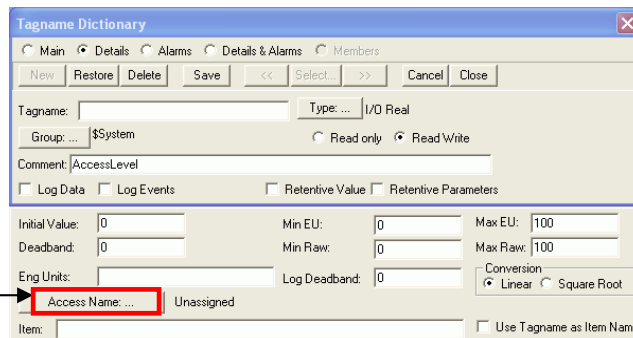 Tagname Dictionary
Main Details Alarms Details & Alarms Members
New Restore Delete Save << Select... >> Cancel Close
Tagname: Type: ... I/O Real
Group: ... $System Read only Read Write
Comment: AccessLevel
Log Data Log Events Retentive Value Retentive Parameters
Initial Value: 0 Min EU: 0 Max EU: 100
Deadband: 0 Min Raw: 0 Max Raw: 100
Eng Units: Log Deadband: 0 Conversion
Linear Square Root
Access Name: ... Unassigned
Item: Use Tagname as Item Nam